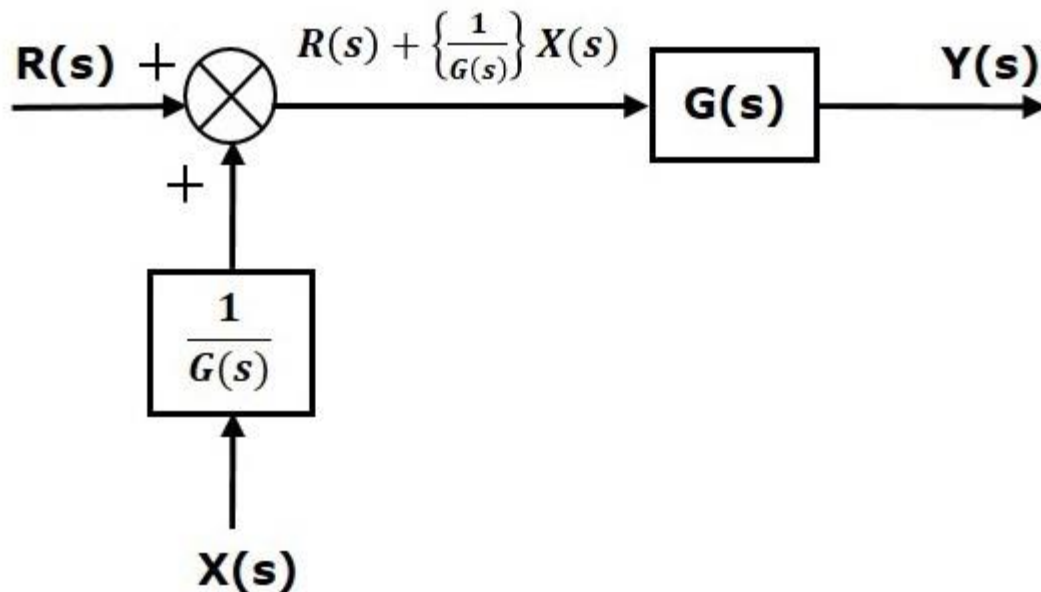 R(s) +
R(s) + {1/G(s)} X(s)
G(s)
Y(s)
+
1/G(s)
X(s)